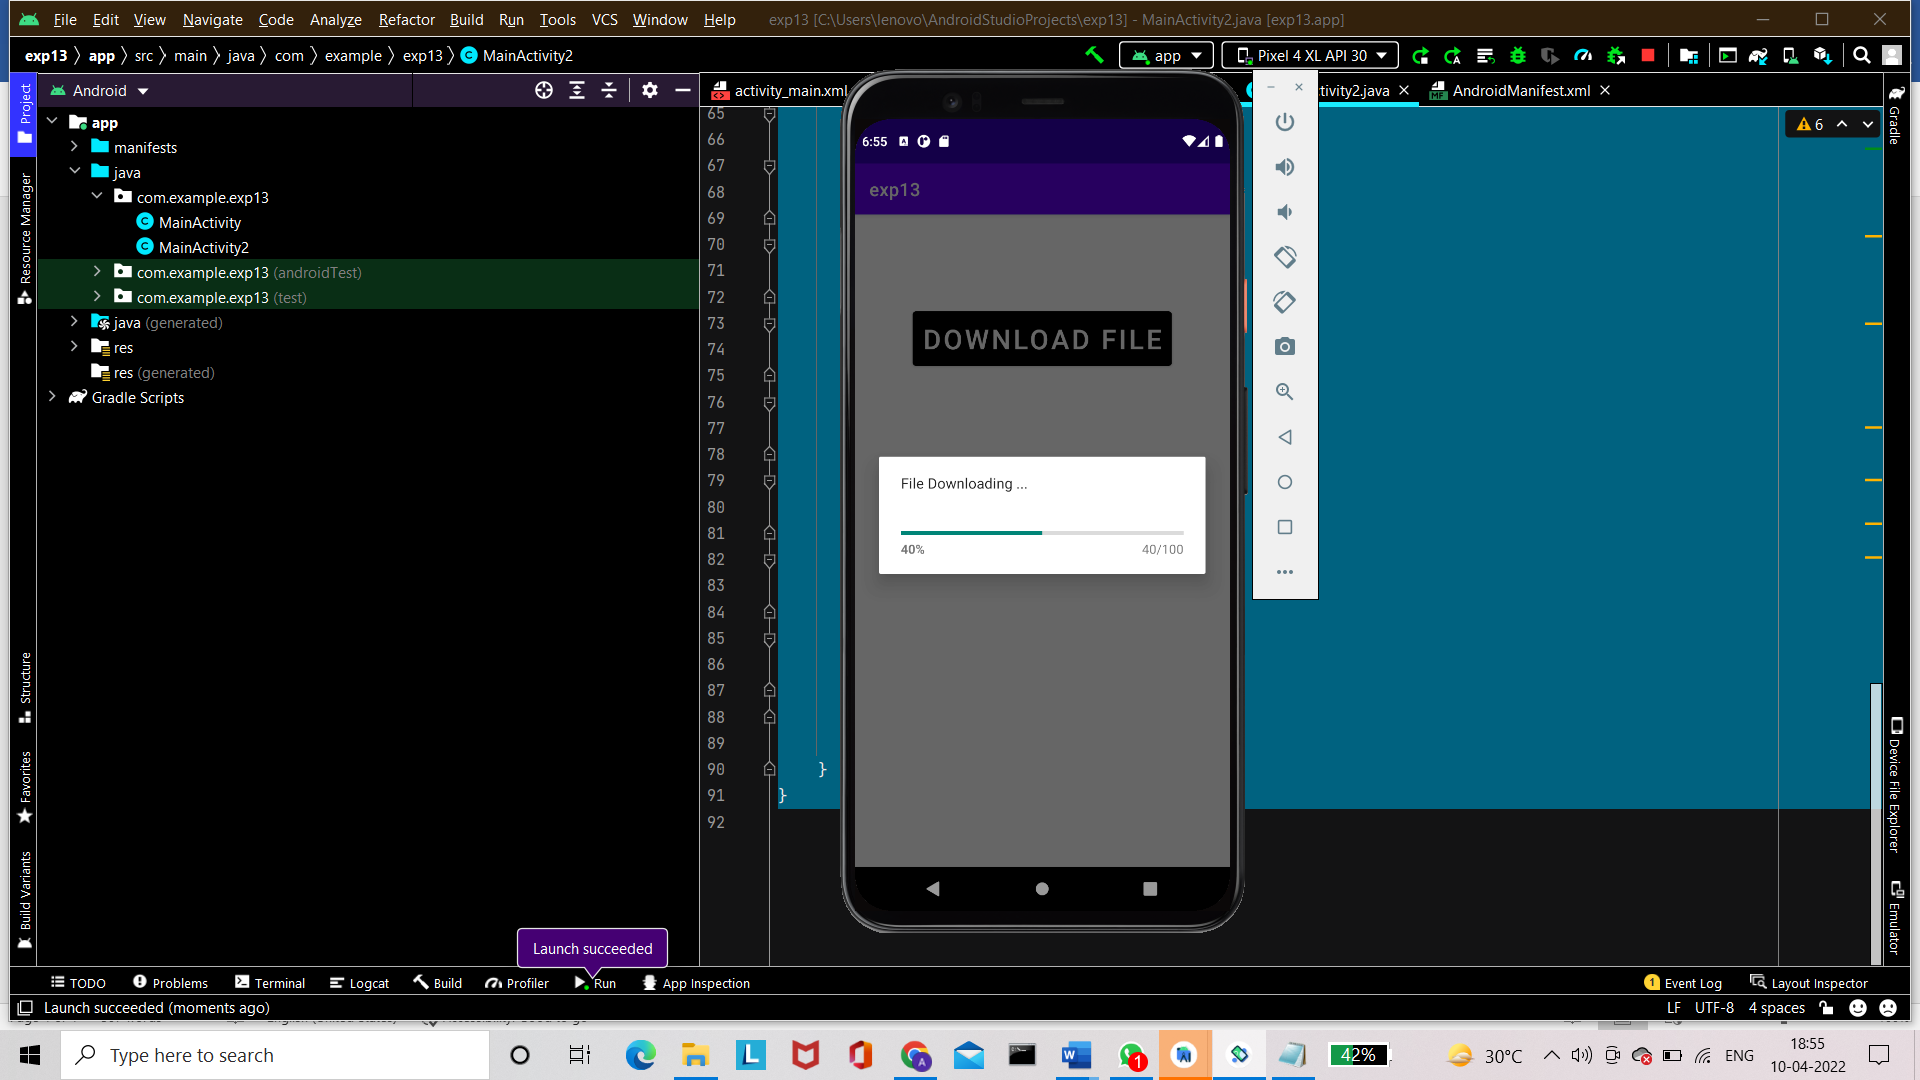 File Edit View Navigate Code Analyze Refactor Build Run Tools VCS Window Help exp13 [C:\Users\lenovo\AndroidStudioProjects\exp13] - MainActivity2.java [exp13.app]
exp13 app src main java com example exp13 MainActivity2 app Pixel 4 XL API 30
Android activity_main.xml tivity2.java AndroidManifest.xml
Project
Resource Manager
Structure
Favorites
Build Variants
app
manifests
java
com.example.exp13
MainActivity
MainActivity2
com.example.exp13 (androidTest)
com.example.exp13 (test)
java (generated)
res
res (generated)
Gradle Scripts
65
66
67
68
69
70
71
72
73
74
75
76
77
78
79
80
81
82
83
84
85
86
87
88
89
90 }
91 }
92
6:55
exp13
DOWNLOAD FILE
File Downloading ...
40% 40/100
6
Gradle
Device File Explorer
Emulator
Launch succeeded
TODO Problems Terminal Logcat Build Profiler Run App Inspection 1 Event Log Layout Inspector
Launch succeeded (moments ago) LF UTF-8 4 spaces
Type here to search 1 42% 30°C ENG 18:55
10-04-2022